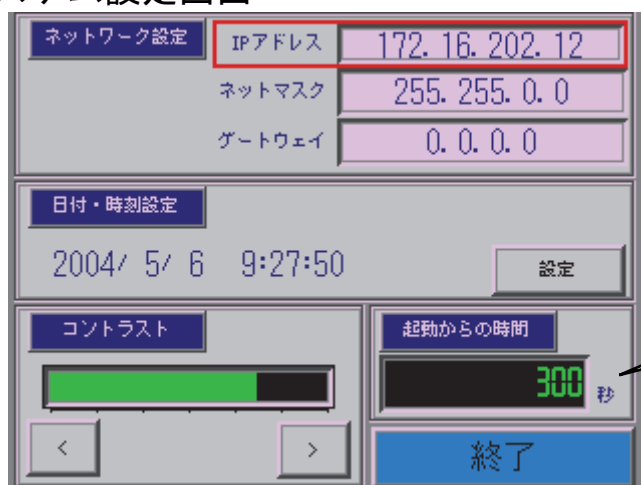 ネットワーク設定
IPアドレス 172.16.202.12
ネットマスク 255.255.0.0
ゲートウェイ 0.0.0.0
日付・時刻設定
2004/ 5/ 6 9:27:50
設定
コントラスト
< >
起動からの時間
300 秒
終了